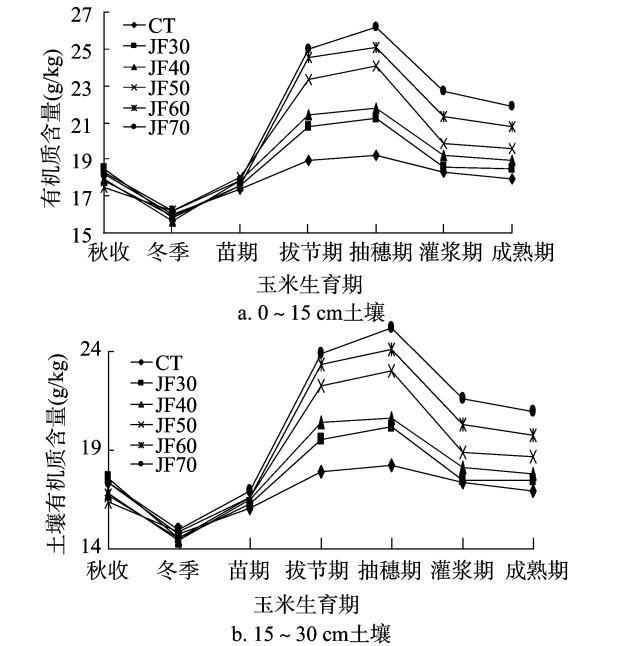 有机质含量(g/kg)
27
25
23
21
19
17
15
CT
JF30
JF40
JF50
JF60
JF70
秋收 冬季 苗期 拔节期 抽穗期 灌浆期 成熟期
玉米生育期
a. 0 ~ 15 cm土壤
土壤有机质含量(g/kg)
24
19
14
CT
JF30
JF40
JF50
JF60
JF70
秋收 冬季 苗期 拔节期 抽穗期 灌浆期 成熟期
玉米生育期
b. 15 ~ 30 cm土壤